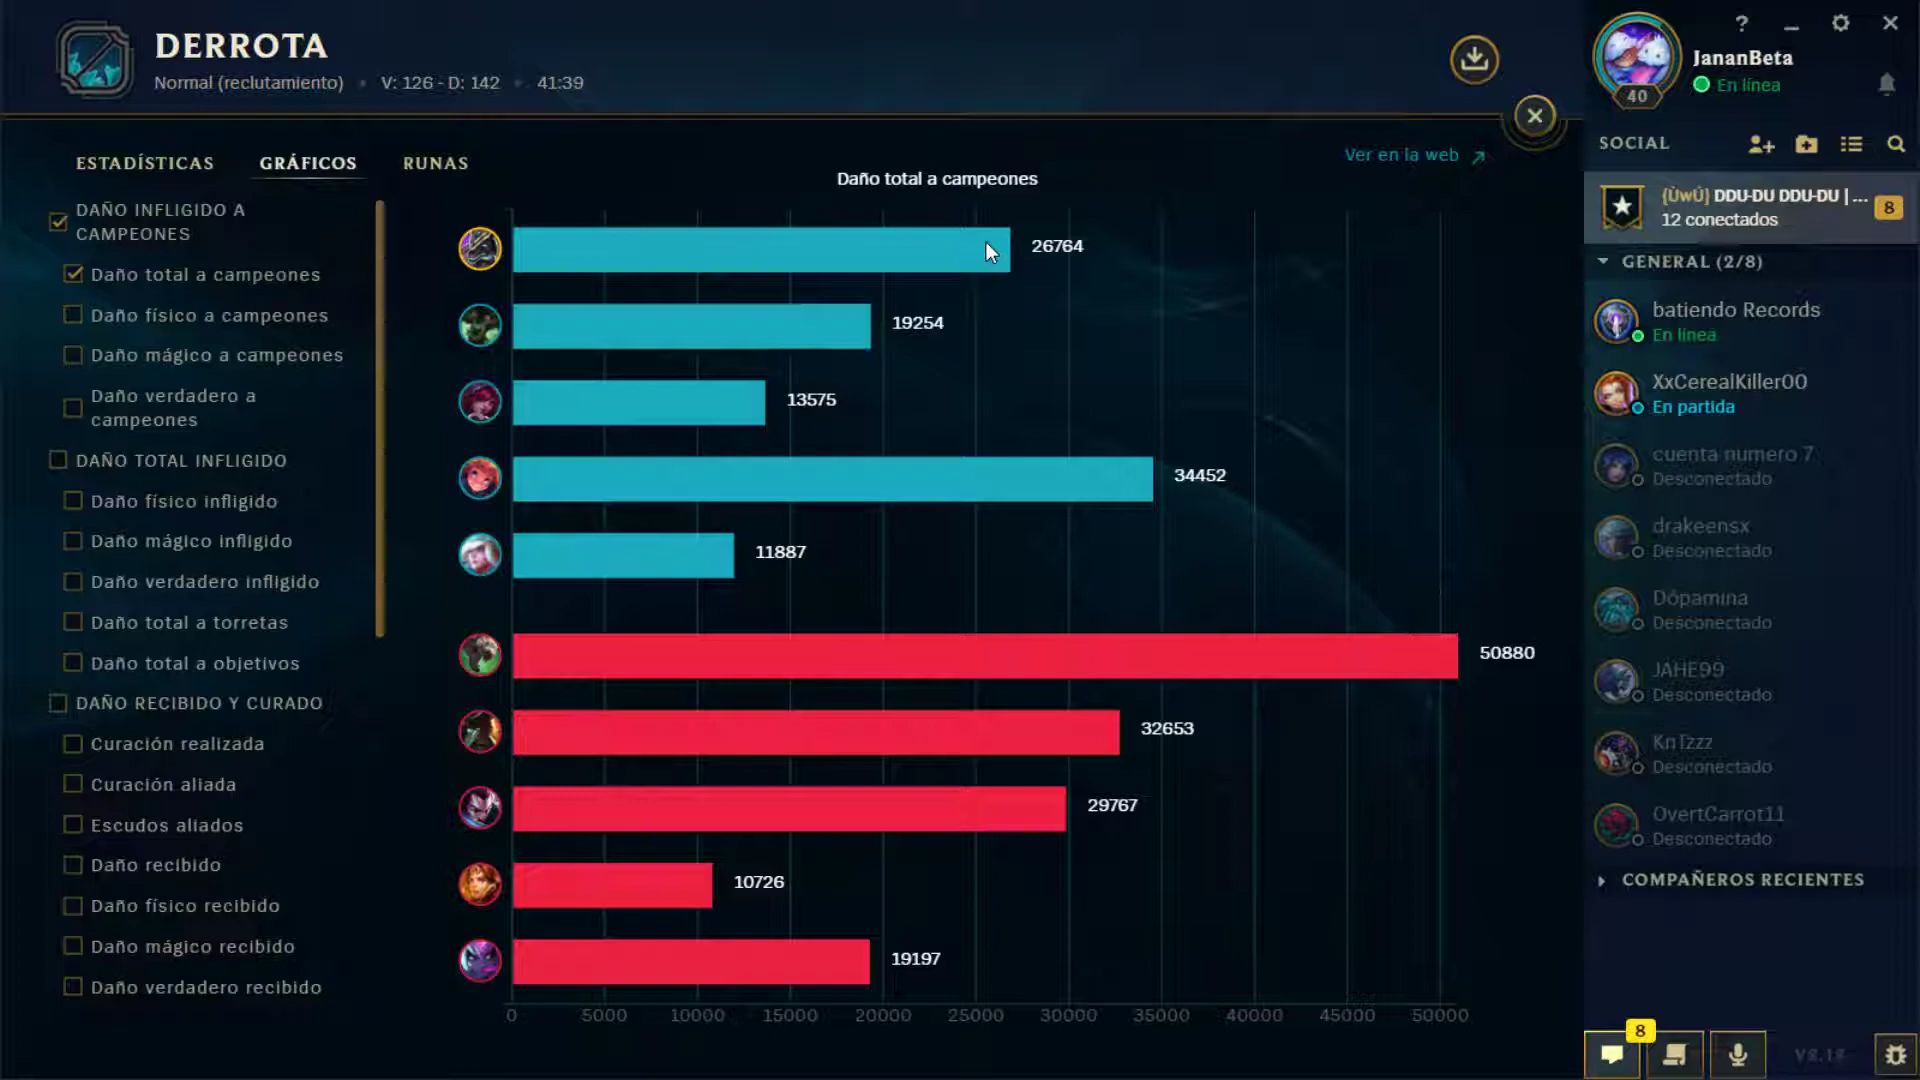 DERROTA
Normal (reclutamiento) • V: 126 - D: 142 • 41:39
ESTADÍSTICAS
GRÁFICOS
RUNAS
Ver en la web
DAÑO INFLIGIDO A
CAMPEONES
Daño total a campeones
Daño físico a campeones
Daño mágico a campeones
Daño verdadero a
campeones
DAÑO TOTAL INFLIGIDO
Daño físico infligido
Daño mágico infligido
Daño verdadero infligido
Daño total a torretas
Daño total a objetivos
DAÑO RECIBIDO Y CURADO
Curación realizada
Curación aliada
Escudos aliados
Daño recibido
Daño físico recibido
Daño mágico recibido
Daño verdadero recibido
Daño total a campeones
26764
19254
13575
34452
11887
50880
32653
29767
10726
19197
0 5000 10000 15000 20000 25000 30000 35000 40000 45000 50000
?
40
JananBeta
En línea
SOCIAL
{ÙwÚ} DDU-DU DDU-DU | ...
12 conectados
8
GENERAL (2/8)
batiendo Records
En línea
XxCerealKiller00
En partida
cuenta numero 7
Desconectado
drakeensx
Desconectado
Dópamina
Desconectado
JAHE99
Desconectado
KnTzzz
Desconectado
OvertCarrot11
Desconectado
COMPAÑEROS RECIENTES
8